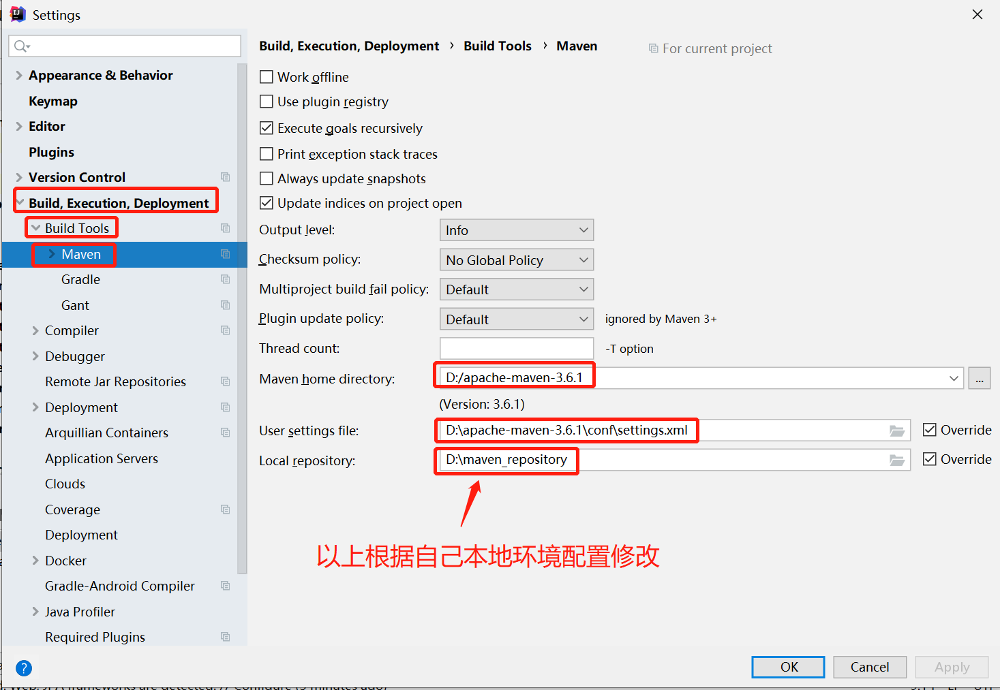 Settings
Build, Execution, Deployment › Build Tools › Maven
For current project
Appearance & Behavior
Keymap
Editor
Plugins
Version Control
Build, Execution, Deployment
Build Tools
Maven
Gradle
Gant
Compiler
Debugger
Remote Jar Repositories
Deployment
Arquillian Containers
Application Servers
Clouds
Coverage
Deployment
Docker
Gradle-Android Compiler
Java Profiler
Required Plugins
Work offline
Use plugin registry
Execute goals recursively
Print exception stack traces
Always update snapshots
Update indices on project open
Output level: Info
Checksum policy: No Global Policy
Multiproject build fail policy: Default
Plugin update policy: Default ignored by Maven 3+
Thread count: -T option
Maven home directory: D:/apache-maven-3.6.1 ...
(Version: 3.6.1)
User settings file: D:\apache-maven-3.6.1\conf\settings.xml Override
Local repository: D:\maven_repository Override
以上根据自己本地环境配置修改
? OK Cancel Apply